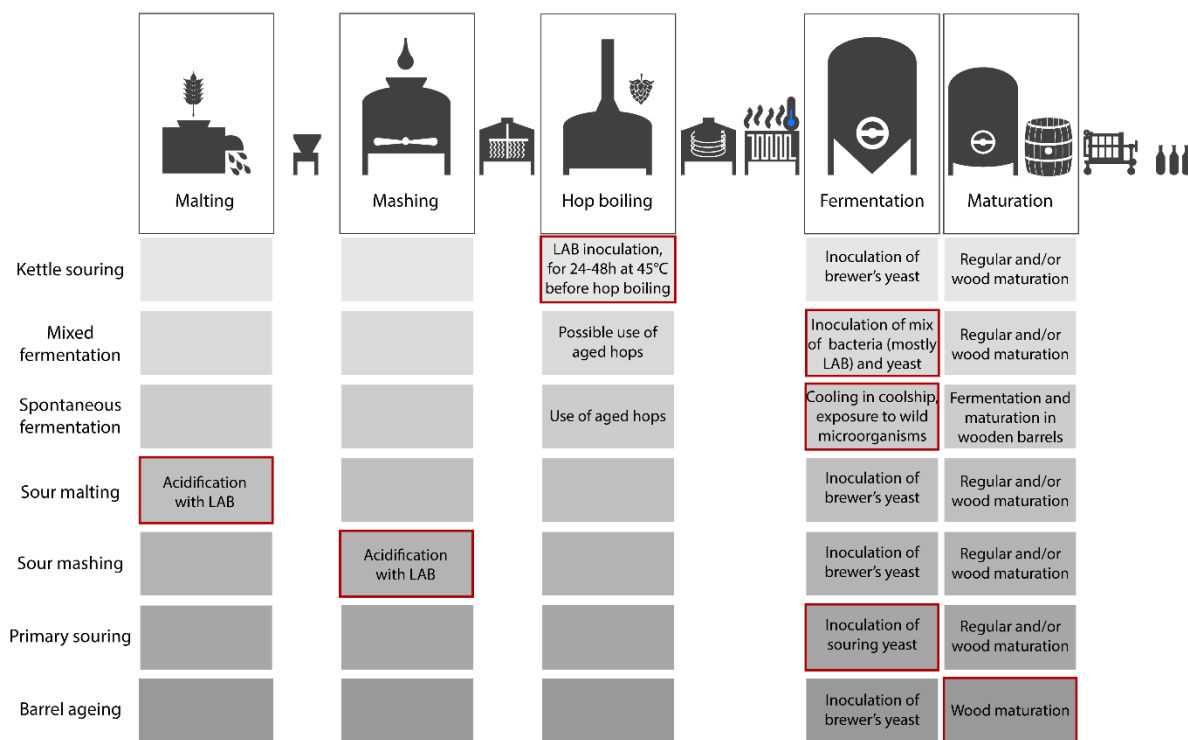 Malting
Mashing
Hop boiling
Fermentation
Maturation
Kettle souring
LAB inoculation,
for 24-48h at 45°C
before hop boiling
Inoculation of
brewer's yeast
Regular and/or
wood maturation
Mixed
fermentation
Possible use of
aged hops
Inoculation of mix
of bacteria (mostly
LAB) and yeast
Regular and/or
wood maturation
Spontaneous
fermentation
Use of aged hops
Cooling in coolship,
exposure to wild
microorganisms
Fermentation and
maturation in
wooden barrels
Sour malting
Acidification
with LAB
Inoculation of
brewer's yeast
Regular and/or
wood maturation
Sour mashing
Acidification
with LAB
Inoculation of
brewer's yeast
Regular and/or
wood maturation
Primary souring
Inoculation of
souring yeast
Regular and/or
wood maturation
Barrel ageing
Inoculation of
brewer's yeast
Wood maturation